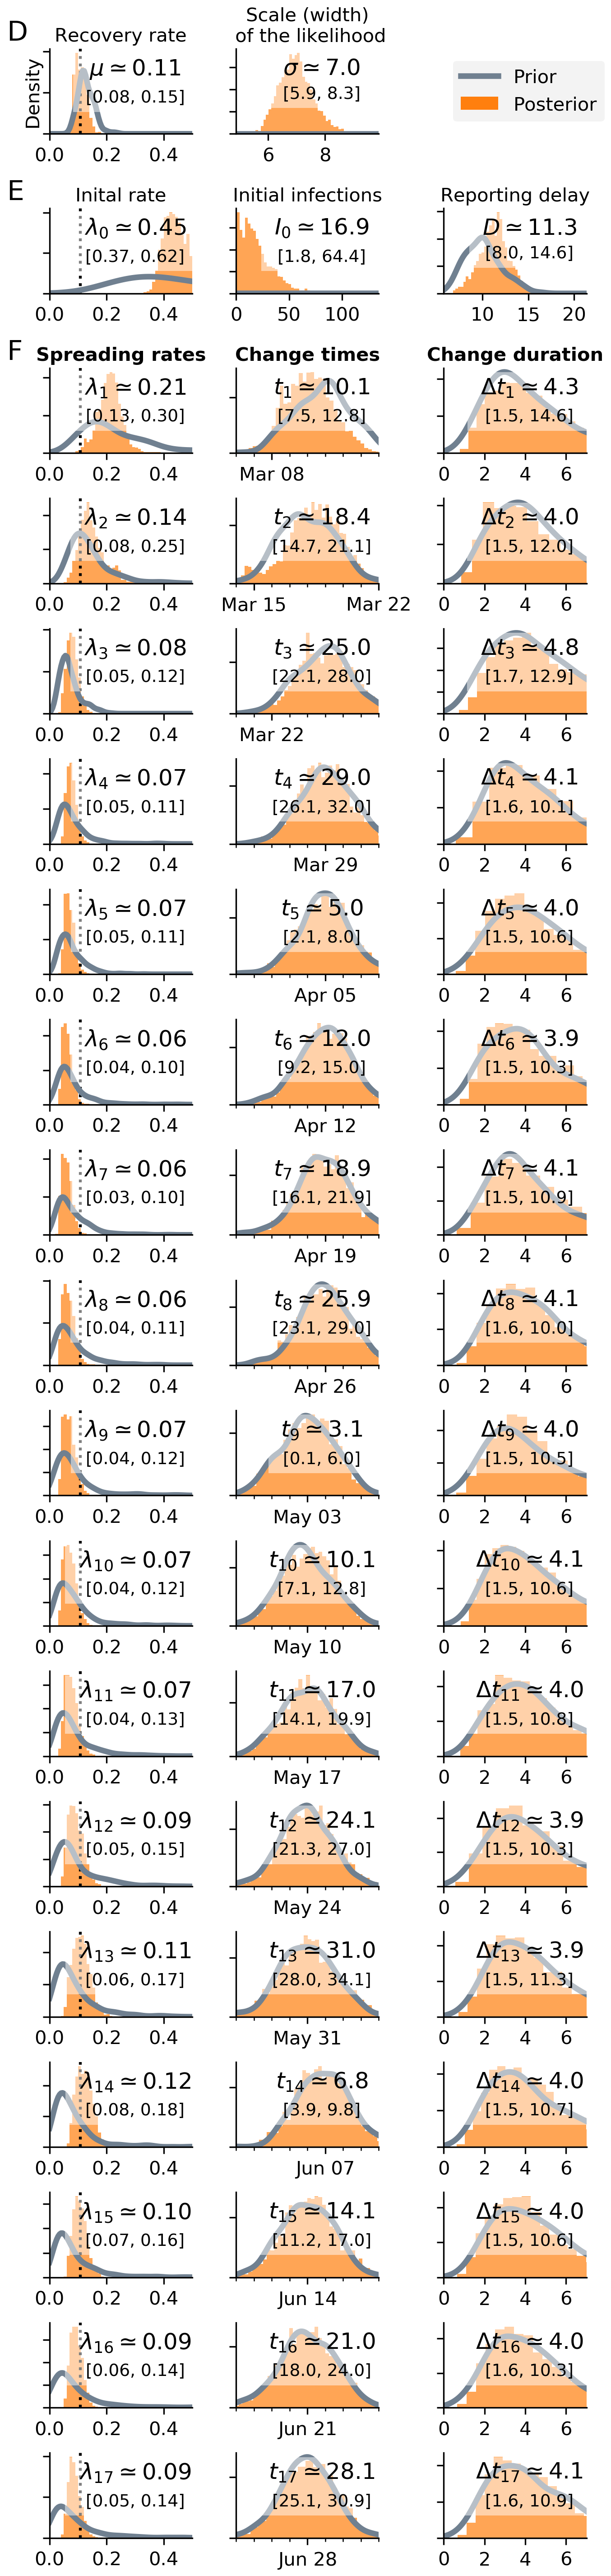 D
Recovery rate
Scale (width)
of the likelihood
Density
μ ≃ 0.11
[0.08, 0.15]
0.0 0.2 0.4
σ ≃ 7.0
[5.9, 8.3]
6 8
Prior
Posterior
E
Inital rate
λ0 ≃ 0.45
[0.37, 0.62]
0.0 0.2 0.4
Initial infections
I0 ≃ 16.9
[1.8, 64.4]
0 50 100
Reporting delay
D ≃ 11.3
[8.0, 14.6]
10 15 20
F
Spreading rates
Change times
Change duration
λ1 ≃ 0.21
[0.13, 0.30]
0.0 0.2 0.4
t1 ≃ 10.1
[7.5, 12.8]
Mar 08
Δt1 ≃ 4.3
[1.5, 14.6]
0 2 4 6
λ2 ≃ 0.14
[0.08, 0.25]
0.0 0.2 0.4
t2 ≃ 18.4
[14.7, 21.1]
Mar 15 Mar 22
Δt2 ≃ 4.0
[1.5, 12.0]
0 2 4 6
λ3 ≃ 0.08
[0.05, 0.12]
0.0 0.2 0.4
t3 ≃ 25.0
[22.1, 28.0]
Mar 22
Δt3 ≃ 4.8
[1.7, 12.9]
0 2 4 6
λ4 ≃ 0.07
[0.05, 0.11]
0.0 0.2 0.4
t4 ≃ 29.0
[26.1, 32.0]
Mar 29
Δt4 ≃ 4.1
[1.6, 10.1]
0 2 4 6
λ5 ≃ 0.07
[0.05, 0.11]
0.0 0.2 0.4
t5 ≃ 5.0
[2.1, 8.0]
Apr 05
Δt5 ≃ 4.0
[1.5, 10.6]
0 2 4 6
λ6 ≃ 0.06
[0.04, 0.10]
0.0 0.2 0.4
t6 ≃ 12.0
[9.2, 15.0]
Apr 12
Δt6 ≃ 3.9
[1.5, 10.3]
0 2 4 6
λ7 ≃ 0.06
[0.03, 0.10]
0.0 0.2 0.4
t7 ≃ 18.9
[16.1, 21.9]
Apr 19
Δt7 ≃ 4.1
[1.5, 10.9]
0 2 4 6
λ8 ≃ 0.06
[0.04, 0.11]
0.0 0.2 0.4
t8 ≃ 25.9
[23.1, 29.0]
Apr 26
Δt8 ≃ 4.1
[1.6, 10.0]
0 2 4 6
λ9 ≃ 0.07
[0.04, 0.12]
0.0 0.2 0.4
t9 ≃ 3.1
[0.1, 6.0]
May 03
Δt9 ≃ 4.0
[1.5, 10.5]
0 2 4 6
λ10 ≃ 0.07
[0.04, 0.12]
0.0 0.2 0.4
t10 ≃ 10.1
[7.1, 12.8]
May 10
Δt10 ≃ 4.1
[1.5, 10.6]
0 2 4 6
λ11 ≃ 0.07
[0.04, 0.13]
0.0 0.2 0.4
t11 ≃ 17.0
[14.1, 19.9]
May 17
Δt11 ≃ 4.0
[1.5, 10.8]
0 2 4 6
λ12 ≃ 0.09
[0.05, 0.15]
0.0 0.2 0.4
t12 ≃ 24.1
[21.3, 27.0]
May 24
Δt12 ≃ 3.9
[1.5, 10.3]
0 2 4 6
λ13 ≃ 0.11
[0.06, 0.17]
0.0 0.2 0.4
t13 ≃ 31.0
[28.0, 34.1]
May 31
Δt13 ≃ 3.9
[1.5, 11.3]
0 2 4 6
λ14 ≃ 0.12
[0.08, 0.18]
0.0 0.2 0.4
t14 ≃ 6.8
[3.9, 9.8]
Jun 07
Δt14 ≃ 4.0
[1.5, 10.7]
0 2 4 6
λ15 ≃ 0.10
[0.07, 0.16]
0.0 0.2 0.4
t15 ≃ 14.1
[11.2, 17.0]
Jun 14
Δt15 ≃ 4.0
[1.5, 10.6]
0 2 4 6
λ16 ≃ 0.09
[0.06, 0.14]
0.0 0.2 0.4
t16 ≃ 21.0
[18.0, 24.0]
Jun 21
Δt16 ≃ 4.0
[1.6, 10.3]
0 2 4 6
λ17 ≃ 0.09
[0.05, 0.14]
0.0 0.2 0.4
t17 ≃ 28.1
[25.1, 30.9]
Jun 28
Δt17 ≃ 4.1
[1.6, 10.9]
0 2 4 6